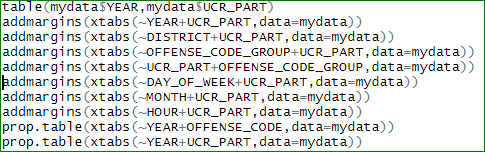 table(mydata$YEAR,mydata$UCR_PART)
addmargins(xtabs(~YEAR+UCR_PART,data=mydata))
addmargins(xtabs(~DISTRICT+UCR_PART,data=mydata))
addmargins(xtabs(~OFFENSE_CODE_GROUP+UCR_PART,data=mydata))
addmargins(xtabs(~UCR_PART+OFFENSE_CODE_GROUP,data=mydata))
addmargins(xtabs(~DAY_OF_WEEK+UCR_PART,data=mydata))
addmargins(xtabs(~MONTH+UCR_PART,data=mydata))
addmargins(xtabs(~HOUR+UCR_PART,data=mydata))
prop.table(xtabs(~YEAR+OFFENSE_CODE,data=mydata))
prop.table(xtabs(~YEAR+UCR_PART,data=mydata))